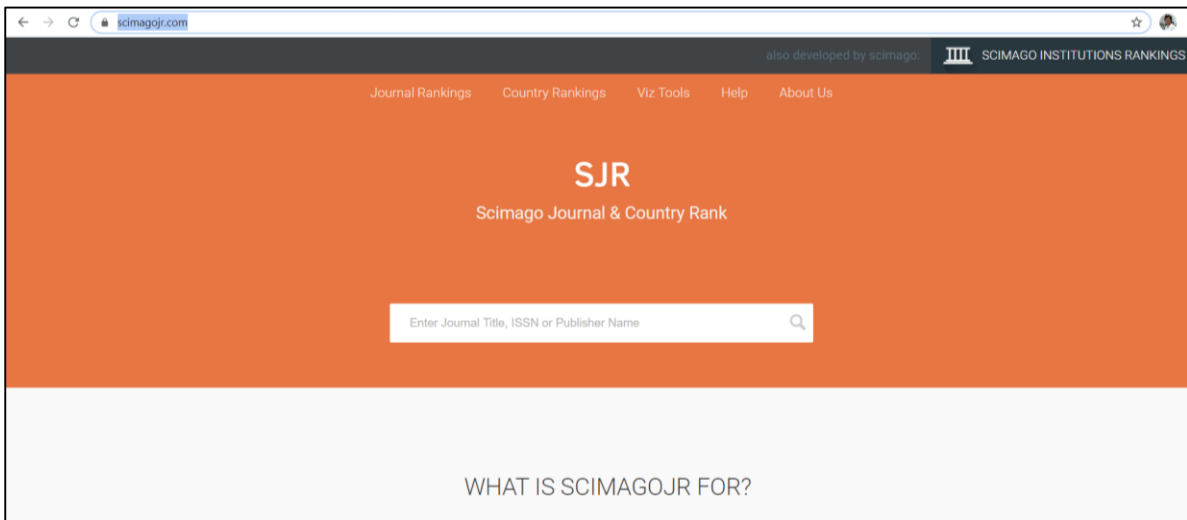 scimagojr.com
also developed by scimago: SCIMAGO INSTITUTIONS RANKINGS
Journal Rankings Country Rankings Viz Tools Help About Us
SJR
Scimago Journal & Country Rank
Enter Journal Title, ISSN or Publisher Name
WHAT IS SCIMAGOJR FOR?